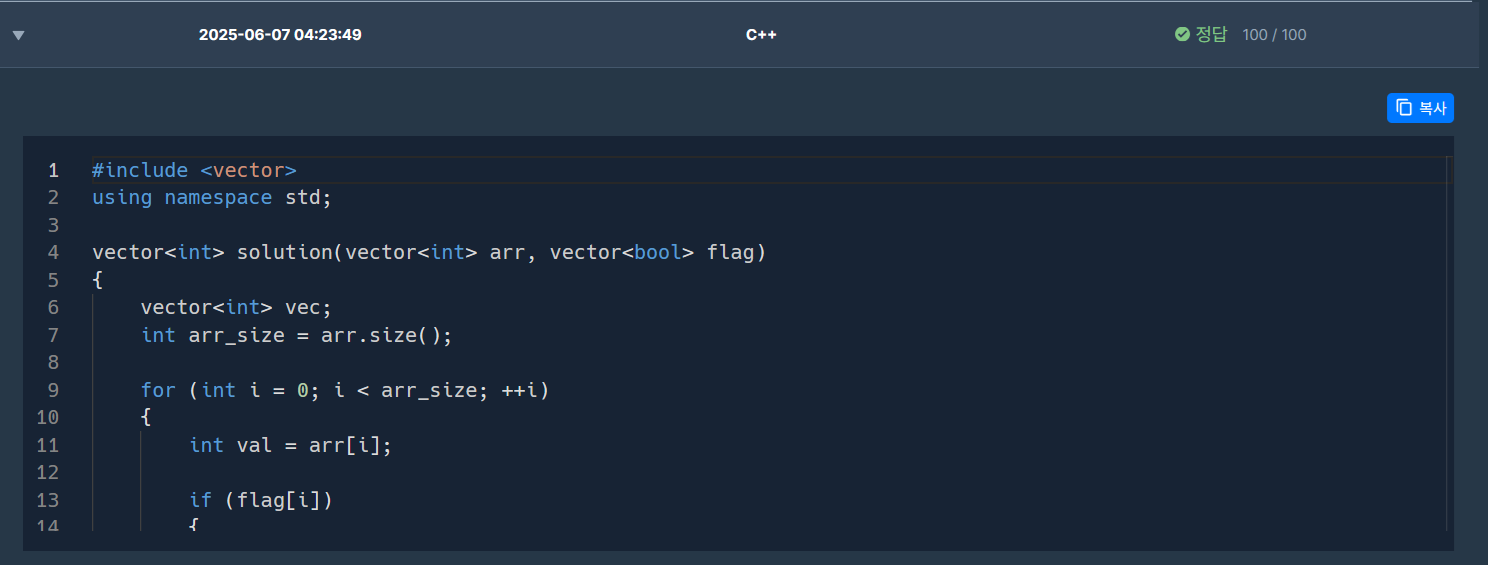 2025-06-07 04:23:49 C++ 정답 100 / 100
복사
1 #include <vector>
2 using namespace std;
3
4 vector<int> solution(vector<int> arr, vector<bool> flag)
5 {
6     vector<int> vec;
7     int arr_size = arr.size();
8
9     for (int i = 0; i < arr_size; ++i)
10     {
11         int val = arr[i];
12
13         if (flag[i])
14         {